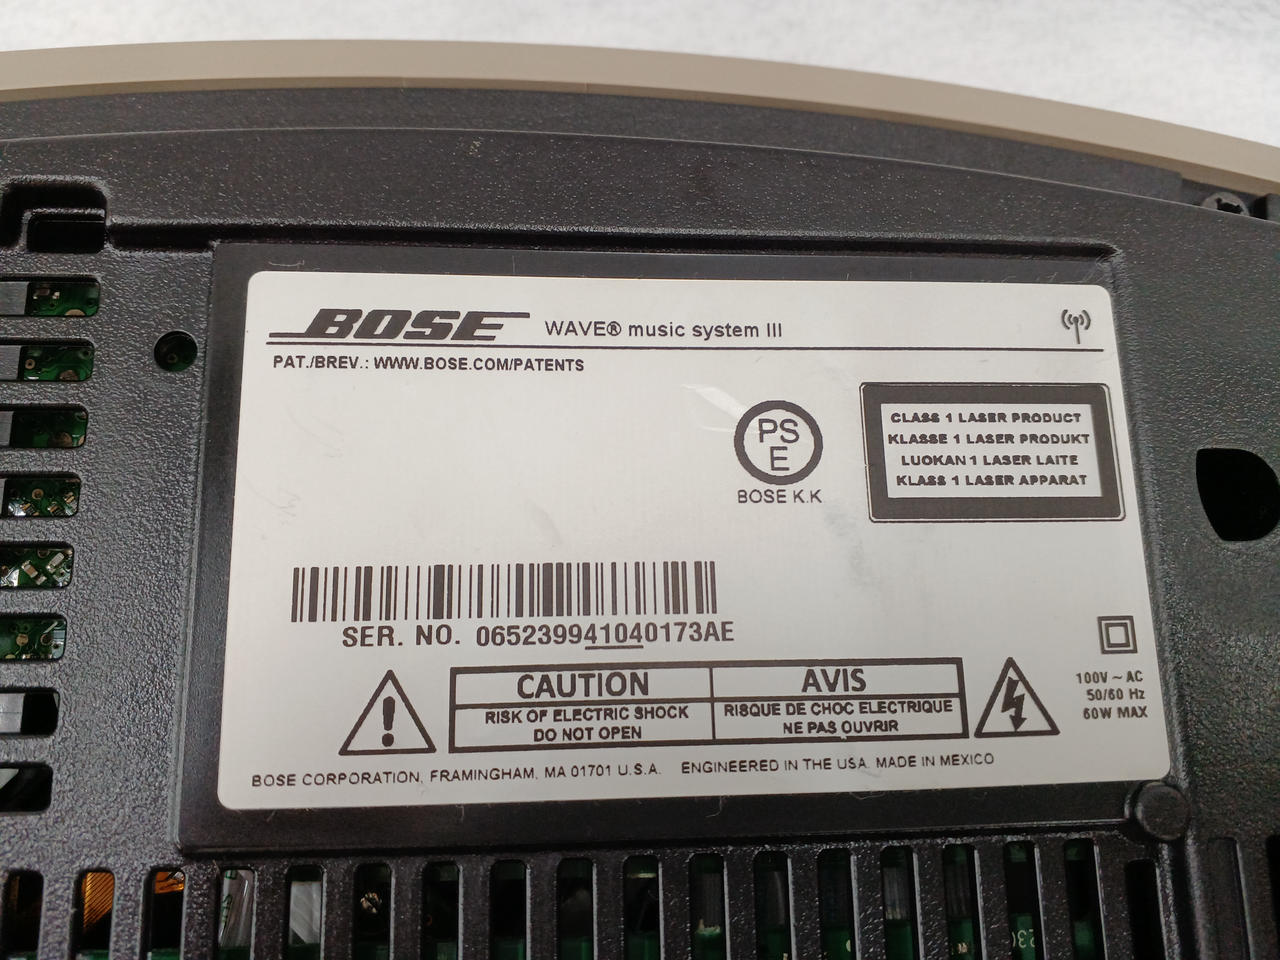 BOSE WAVE® music system III
PAT./BREV.: WWW.BOSE.COM/PATENTS
PS
E
BOSE K.K
CLASS 1 LASER PRODUCT
KLASSE 1 LASER PRODUKT
LUOKAN 1 LASER LAITE
KLASS 1 LASER APPARAT
SER. NO. 065239941040173AE
100V ~ AC
50/60 Hz
60W MAX
CAUTION
RISK OF ELECTRIC SHOCK
DO NOT OPEN
AVIS
RISQUE DE CHOC ELECTRIQUE
NE PAS OUVRIR
BOSE CORPORATION, FRAMINGHAM, MA 01701 U.S.A. ENGINEERED IN THE USA. MADE IN MEXICO